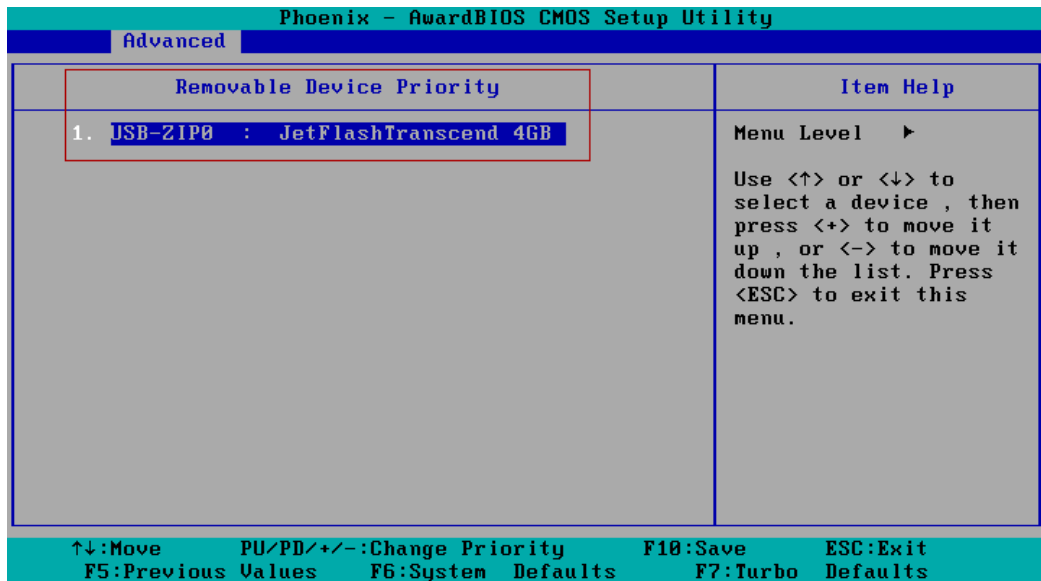 Phoenix - AwardBIOS CMOS Setup Utility
Advanced
Removable Device Priority
1. USB-ZIP0 : JetFlashTranscend 4GB
Item Help
Menu Level ▶
Use <↑> or <↓> to
select a device , then
press <+> to move it
up , or <-> to move it
down the list. Press
<ESC> to exit this
menu.
↑↓:Move PU/PD/+/-:Change Priority F10:Save ESC:Exit
F5:Previous Values F6:System Defaults F7:Turbo Defaults